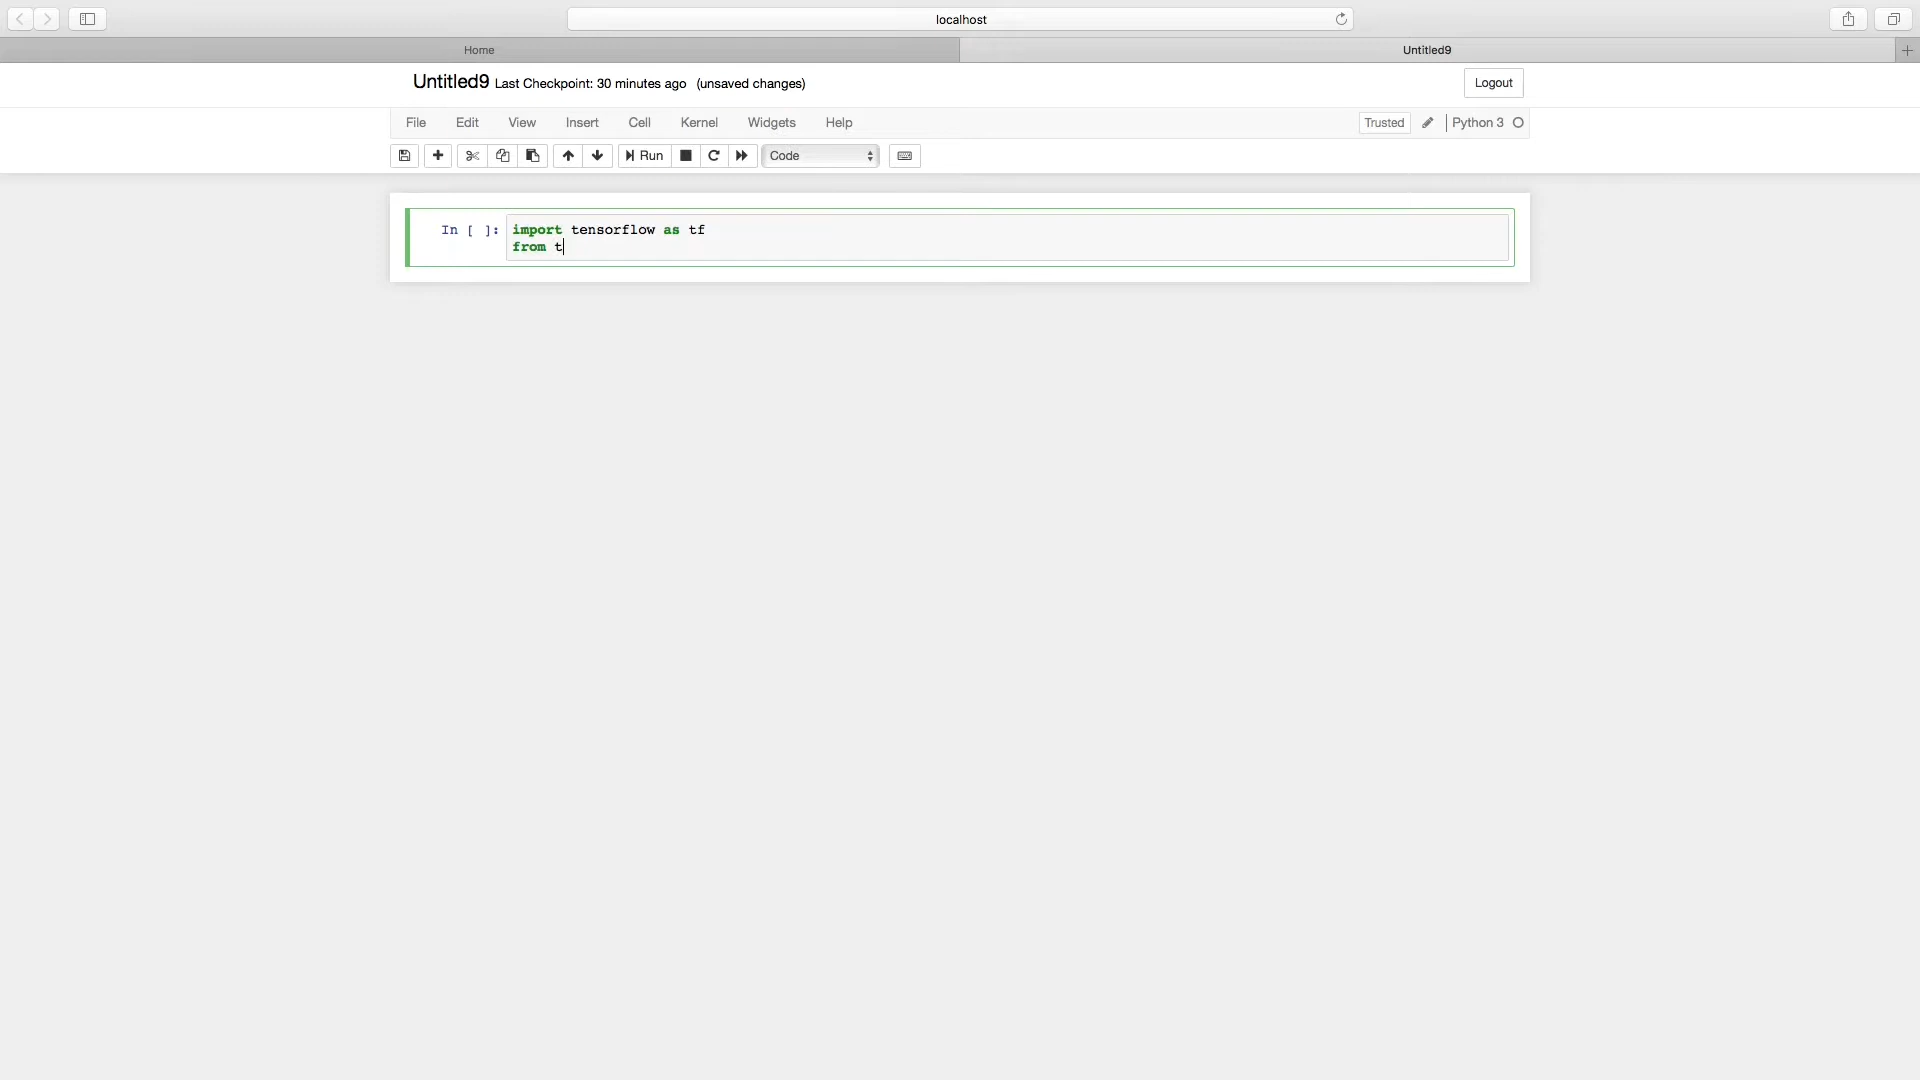 localhost
Home
Untitled9
Untitled9 Last Checkpoint: 30 minutes ago (unsaved changes)
Logout
File Edit View Insert Cell Kernel Widgets Help
Trusted
Python 3
Run
Code
In [ ]:
import tensorflow as tf
from t